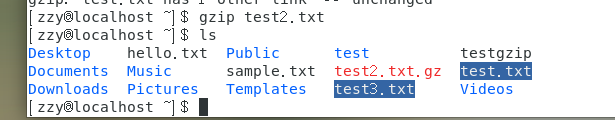 gzip: test.txt has 1 other link -- unchanged
[zzy@localhost ~]$ gzip test2.txt
[zzy@localhost ~]$ ls
Desktop hello.txt Public test testgzip
Documents Music sample.txt test2.txt.gz test.txt
Downloads Pictures Templates test3.txt Videos
[zzy@localhost ~]$